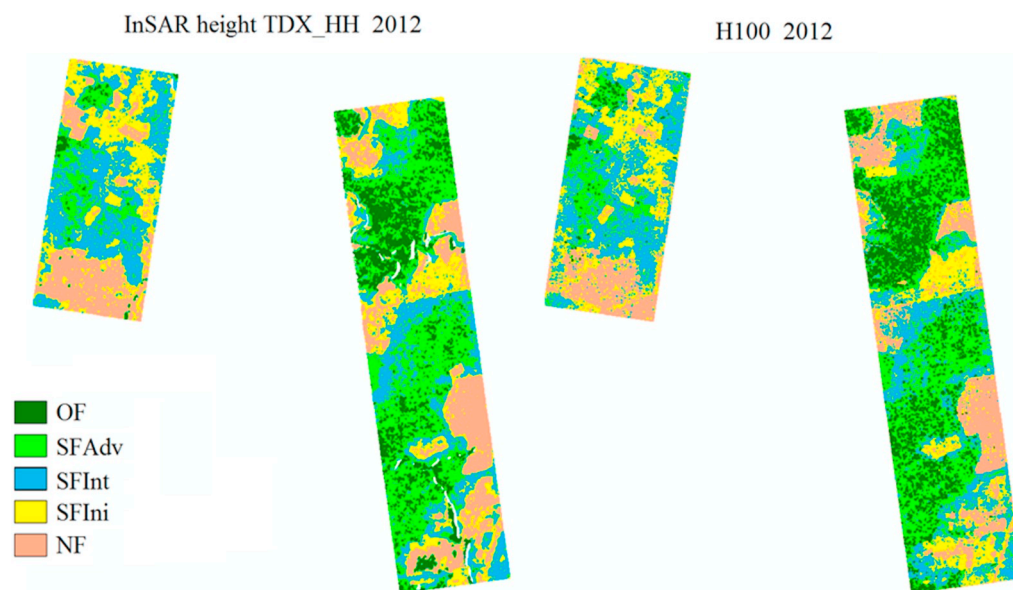 InSAR height TDX_HH 2012
H100 2012
OF
SFAdv
SFInt
SFIni
NF